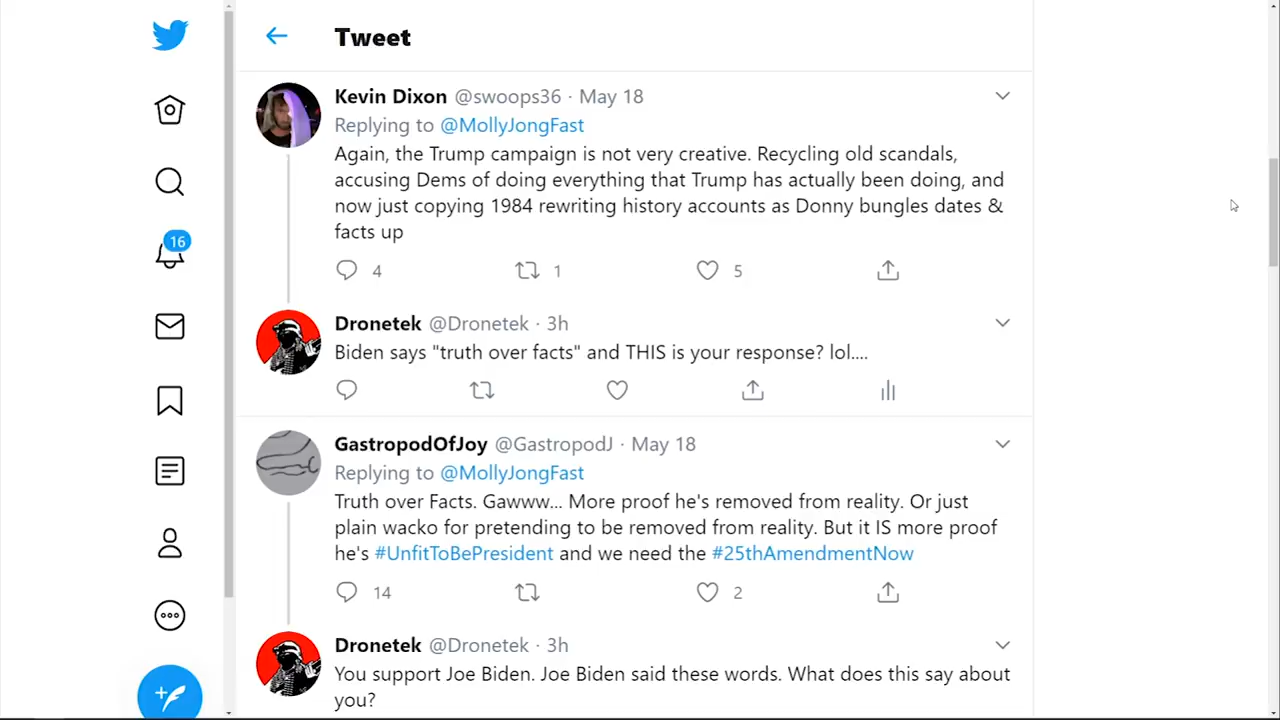 Tweet
Kevin Dixon @swoops36 · May 18
Replying to @MollyJongFast
Again, the Trump campaign is not very creative. Recycling old scandals,
accusing Dems of doing everything that Trump has actually been doing, and
now just copying 1984 rewriting history accounts as Donny bungles dates &
facts up
4 1 5
16
Dronetek @Dronetek · 3h
Biden says "truth over facts" and THIS is your response? lol....
GastropodOfJoy @GastropodJ · May 18
Replying to @MollyJongFast
Truth over Facts. Gawww... More proof he's removed from reality. Or just
plain wacko for pretending to be removed from reality. But it IS more proof
he's #UnfitToBePresident and we need the #25thAmendmentNow
14 2
Dronetek @Dronetek · 3h
You support Joe Biden. Joe Biden said these words. What does this say about
you?